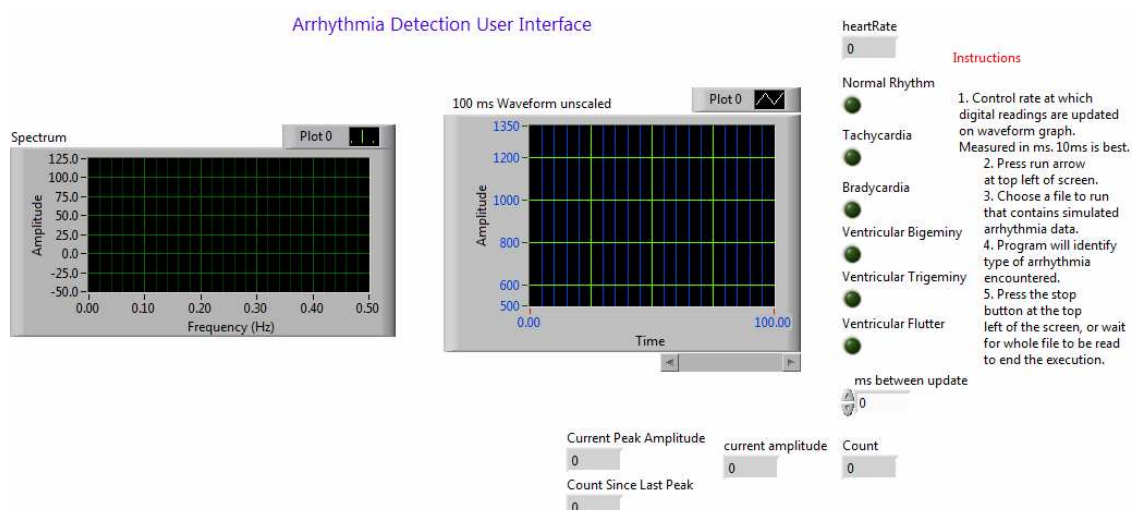 Arrhythmia Detection User Interface
Spectrum
Plot 0
Amplitude
125.0
100.0
75.0
50.0
25.0
0.0
-25.0
-50.0
0.00 0.10 0.20 0.30 0.40 0.50
Frequency (Hz)
100 ms Waveform unscaled
Plot 0
Amplitude
1350
1200
1000
800
600
500
0.00 100.00
Time
heartRate
0
Normal Rhythm
Tachycardia
Bradycardia
Ventricular Bigeminy
Ventricular Trigeminy
Ventricular Flutter
ms between update
0
Instructions
1. Control rate at which
digital readings are updated
on waveform graph.
Measured in ms. 10ms is best.
2. Press run arrow
at top left of screen.
3. Choose a file to run
that contains simulated
arrhythmia data.
4. Program will identify
type of arrhythmia
encountered.
5. Press the stop
button at the top
left of the screen, or wait
for whole file to be read
to end the execution.
Current Peak Amplitude
0
current amplitude
0
Count
0
Count Since Last Peak
0